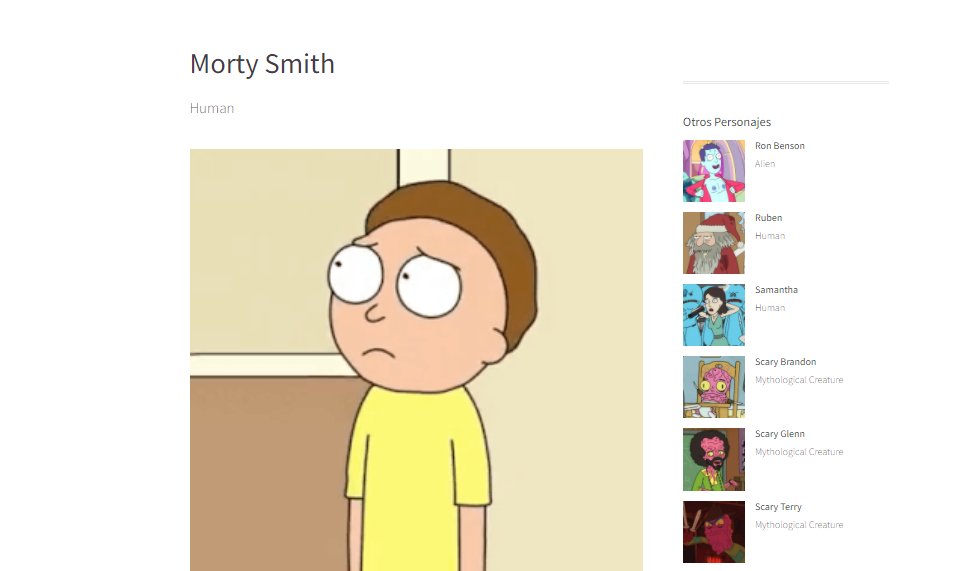 Morty Smith
Human
Otros Personajes
Ron Benson
Alien
Ruben
Human
Samantha
Human
Scary Brandon
Mythological Creature
Scary Glenn
Mythological Creature
Scary Terry
Mythological Creature